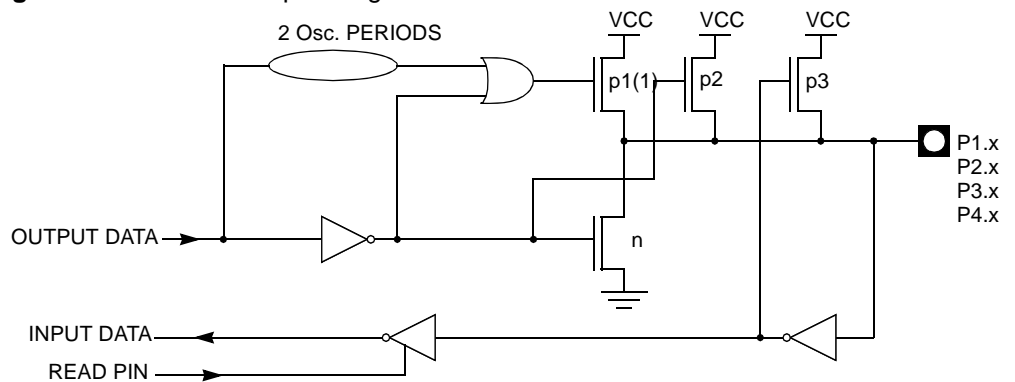 VCC VCC VCC
2 Osc. PERIODS
p1(1) p2 p3
P1.x
P2.x
P3.x
P4.x
OUTPUT DATA
n
INPUT DATA
READ PIN